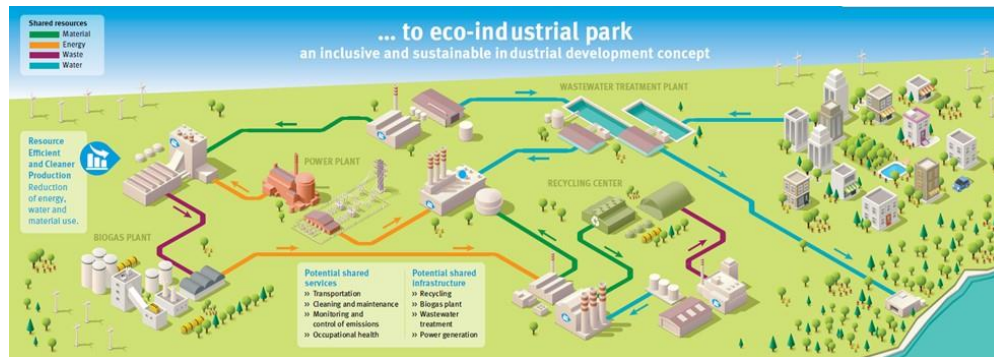 Shared resources
Material
Energy
Waste
Water
... to eco-industrial park
an inclusive and sustainable industrial development concept
WASTEWATER TREATMENT PLANT
Resource
Efficient
and Cleaner
Production
Reduction
of energy,
water and
material use.
POWER PLANT
RECYCLING CENTER
BIOGAS PLANT
Potential shared
services
›› Transportation
›› Cleaning and maintenance
›› Monitoring and
control of emissions
›› Occupational health
Potential shared
infrastructure
›› Recycling
›› Biogas plant
›› Wastewater
treatment
›› Power generation